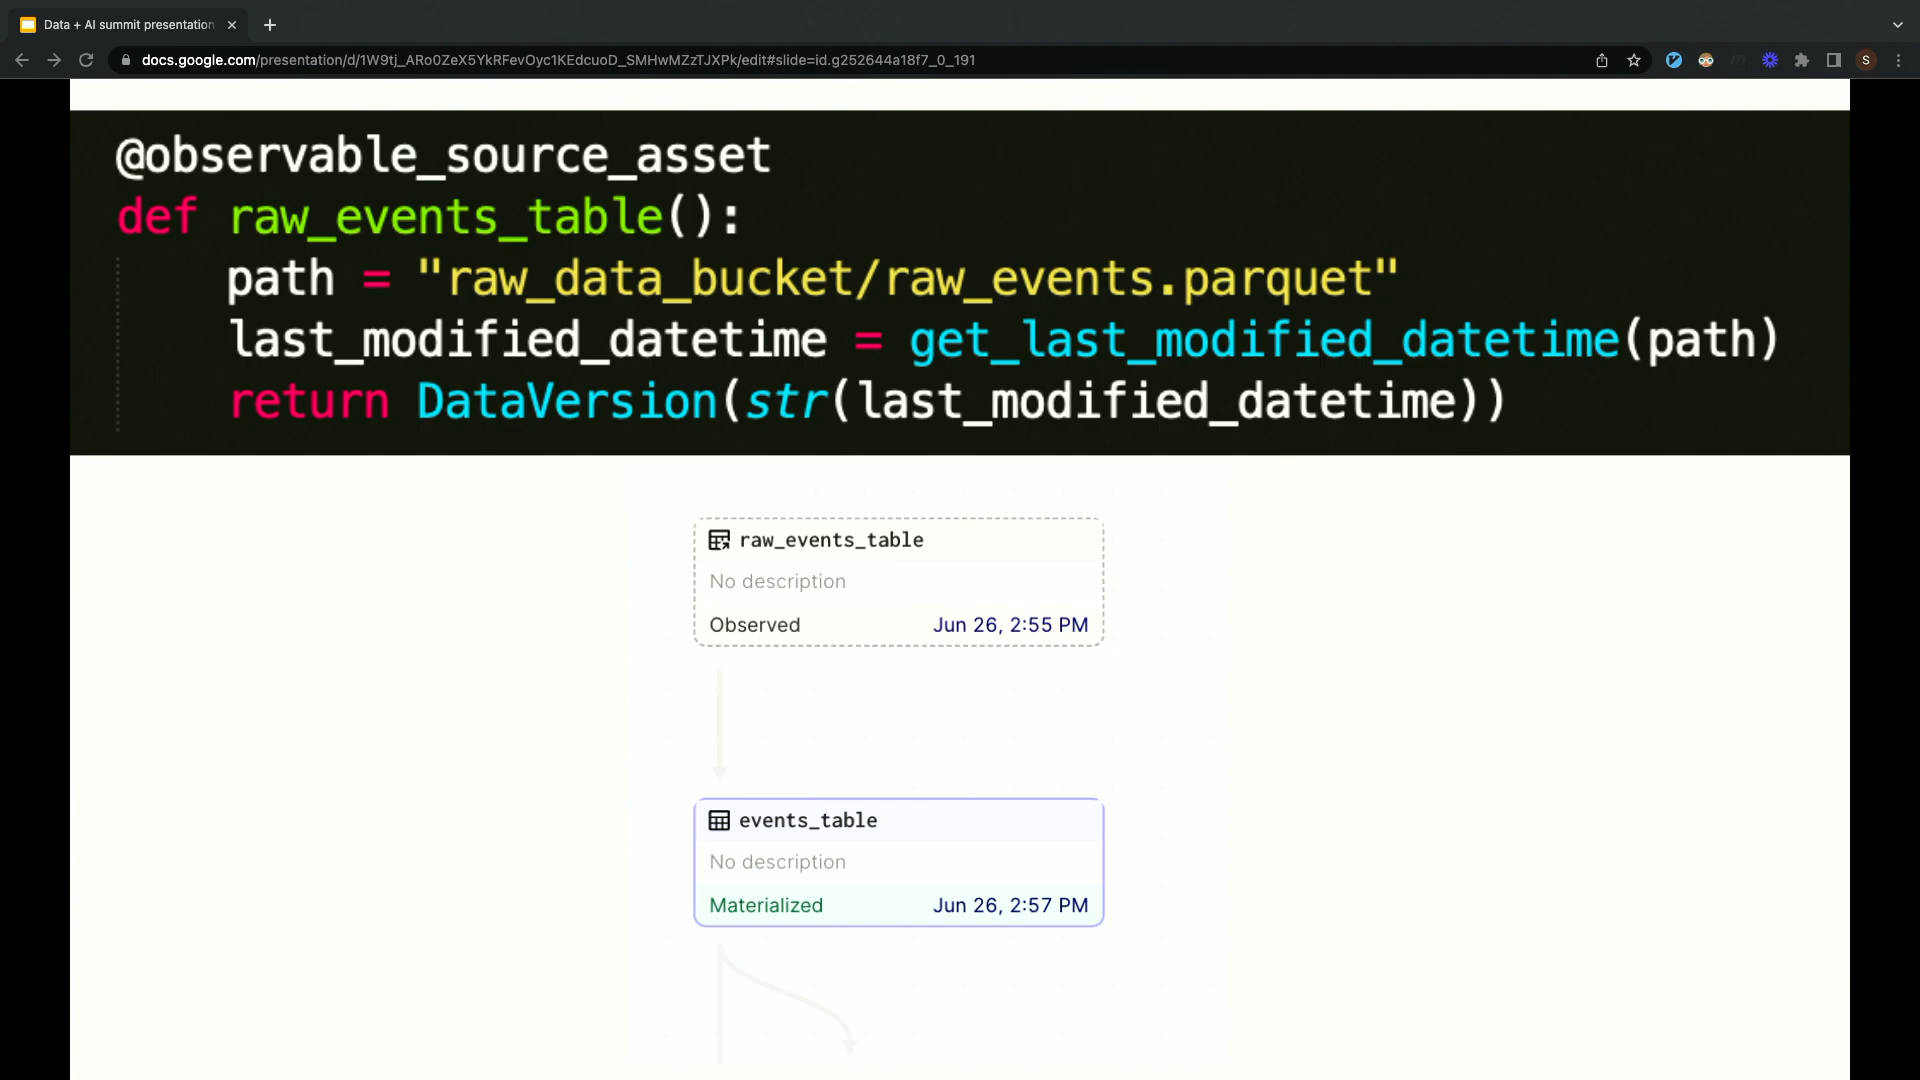 Data + AI summit presentation
docs.google.com/presentation/d/1W9tj_ARo0ZeX5YkRFevOyc1KEdcuoD_SMHwMZzTJXPk/edit#slide=id.g252644a18f7_0_191
S
@observable_source_asset
def raw_events_table():
path = "raw_data_bucket/raw_events.parquet"
last_modified_datetime = get_last_modified_datetime(path)
return DataVersion(str(last_modified_datetime))
raw_events_table
No description
Observed Jun 26, 2:55 PM
events_table
No description
Materialized Jun 26, 2:57 PM